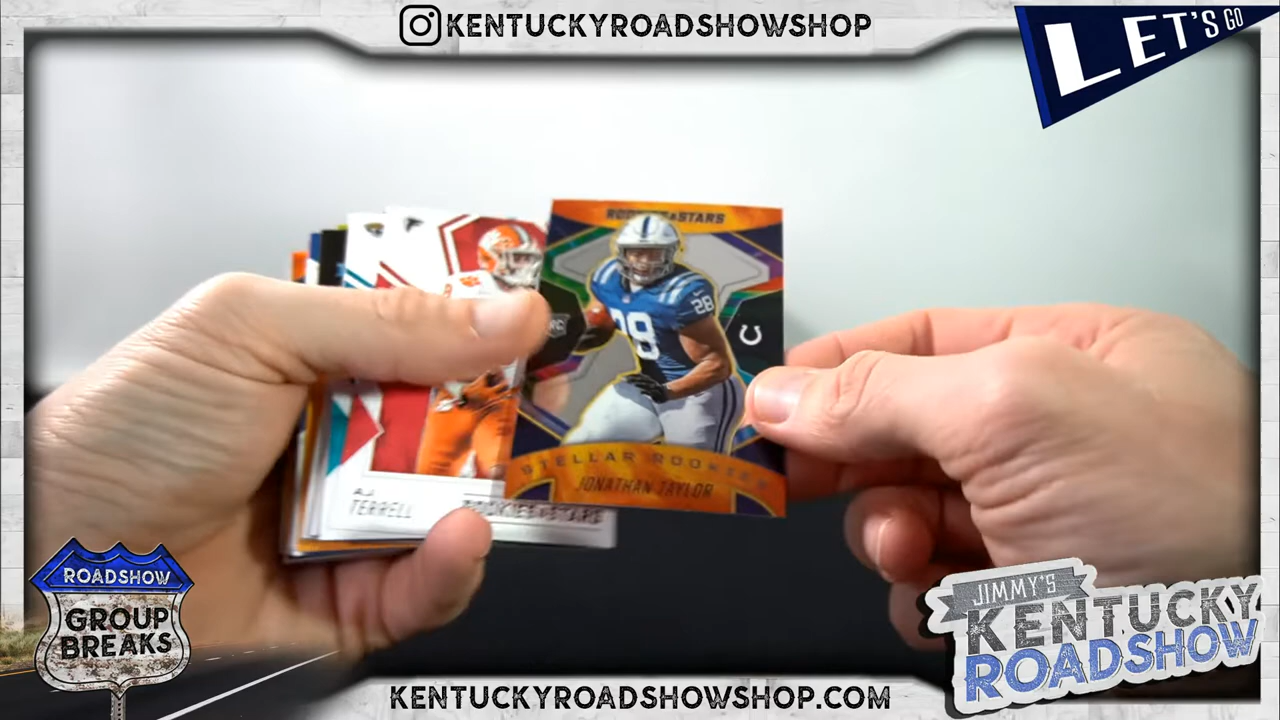 KENTUCKYROADSHOWSHOP
LET'S GO
ROOKIES & STARS
28
28
STELLAR ROOKIES
JONATHAN TAYLOR
A.J.
TERRELL
ROOKIES & STARS
ROADSHOW
GROUP
BREAKS
JIMMY'S
KENTUCKY
ROADSHOW
KENTUCKYROADSHOWSHOP.COM